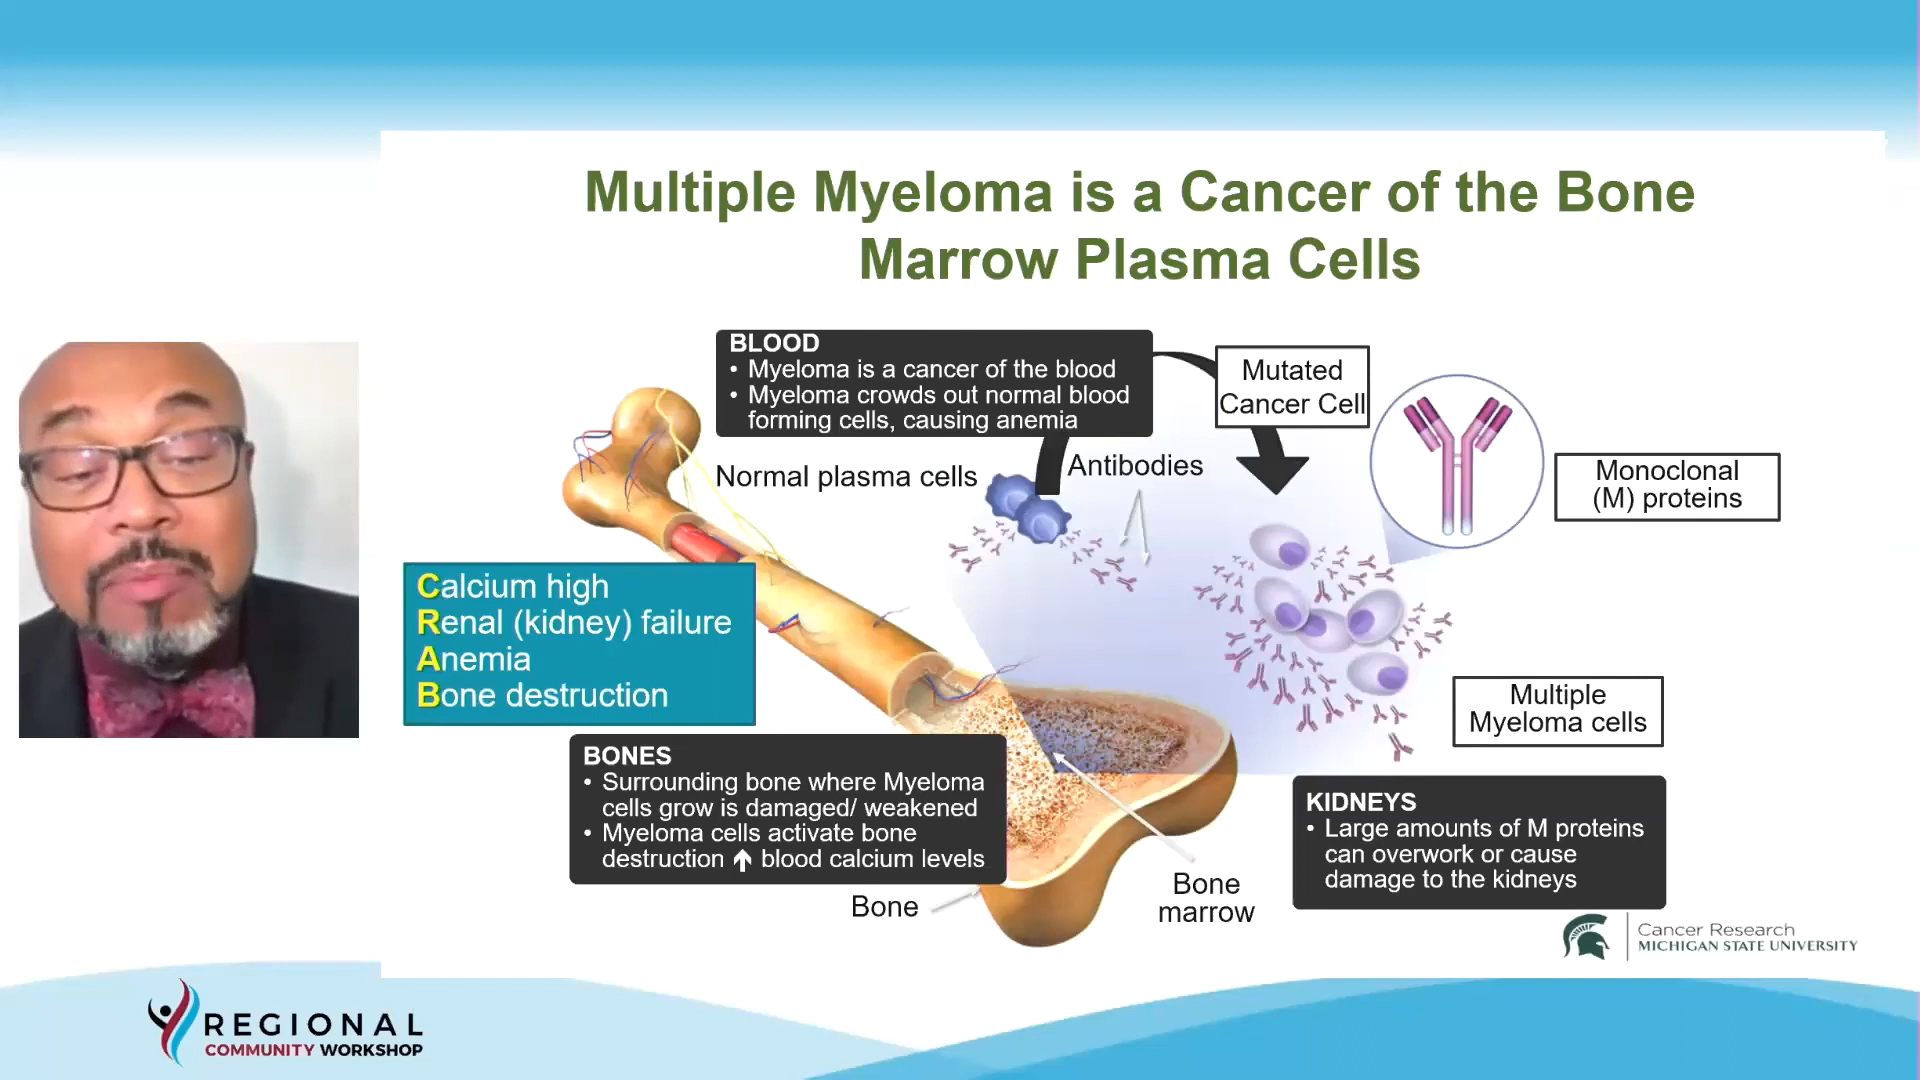 Multiple Myeloma is a Cancer of the Bone
Marrow Plasma Cells
BLOOD
• Myeloma is a cancer of the blood
• Myeloma crowds out normal blood
forming cells, causing anemia
Mutated
Cancer Cell
Normal plasma cells
Antibodies
Monoclonal
(M) proteins
Calcium high
Renal (kidney) failure
Anemia
Bone destruction
Multiple
Myeloma cells
BONES
• Surrounding bone where Myeloma
cells grow is damaged/ weakened
• Myeloma cells activate bone
destruction ↑ blood calcium levels
KIDNEYS
• Large amounts of M proteins
can overwork or cause
damage to the kidneys
Bone
Bone
marrow
Cancer Research
MICHIGAN STATE UNIVERSITY
REGIONAL
COMMUNITY WORKSHOP